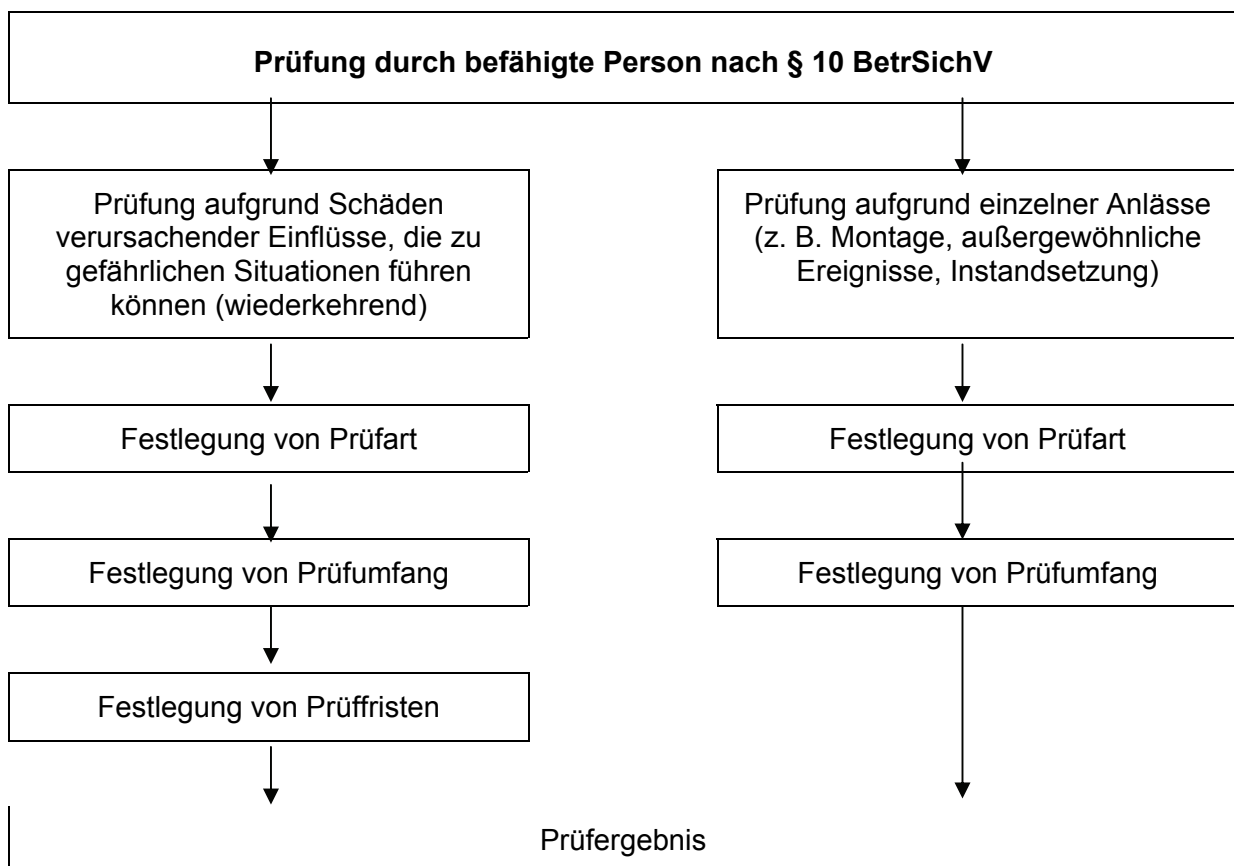 Prüfung durch befähigte Person nach § 10 BetrSichV
Prüfung aufgrund Schäden
verursachender Einflüsse, die zu
gefährlichen Situationen führen
können (wiederkehrend)
Prüfung aufgrund einzelner Anlässe
(z. B. Montage, außergewöhnliche
Ereignisse, Instandsetzung)
Festlegung von Prüfart
Festlegung von Prüfart
Festlegung von Prüfumfang
Festlegung von Prüfumfang
Festlegung von Prüffristen
Prüfergebnis